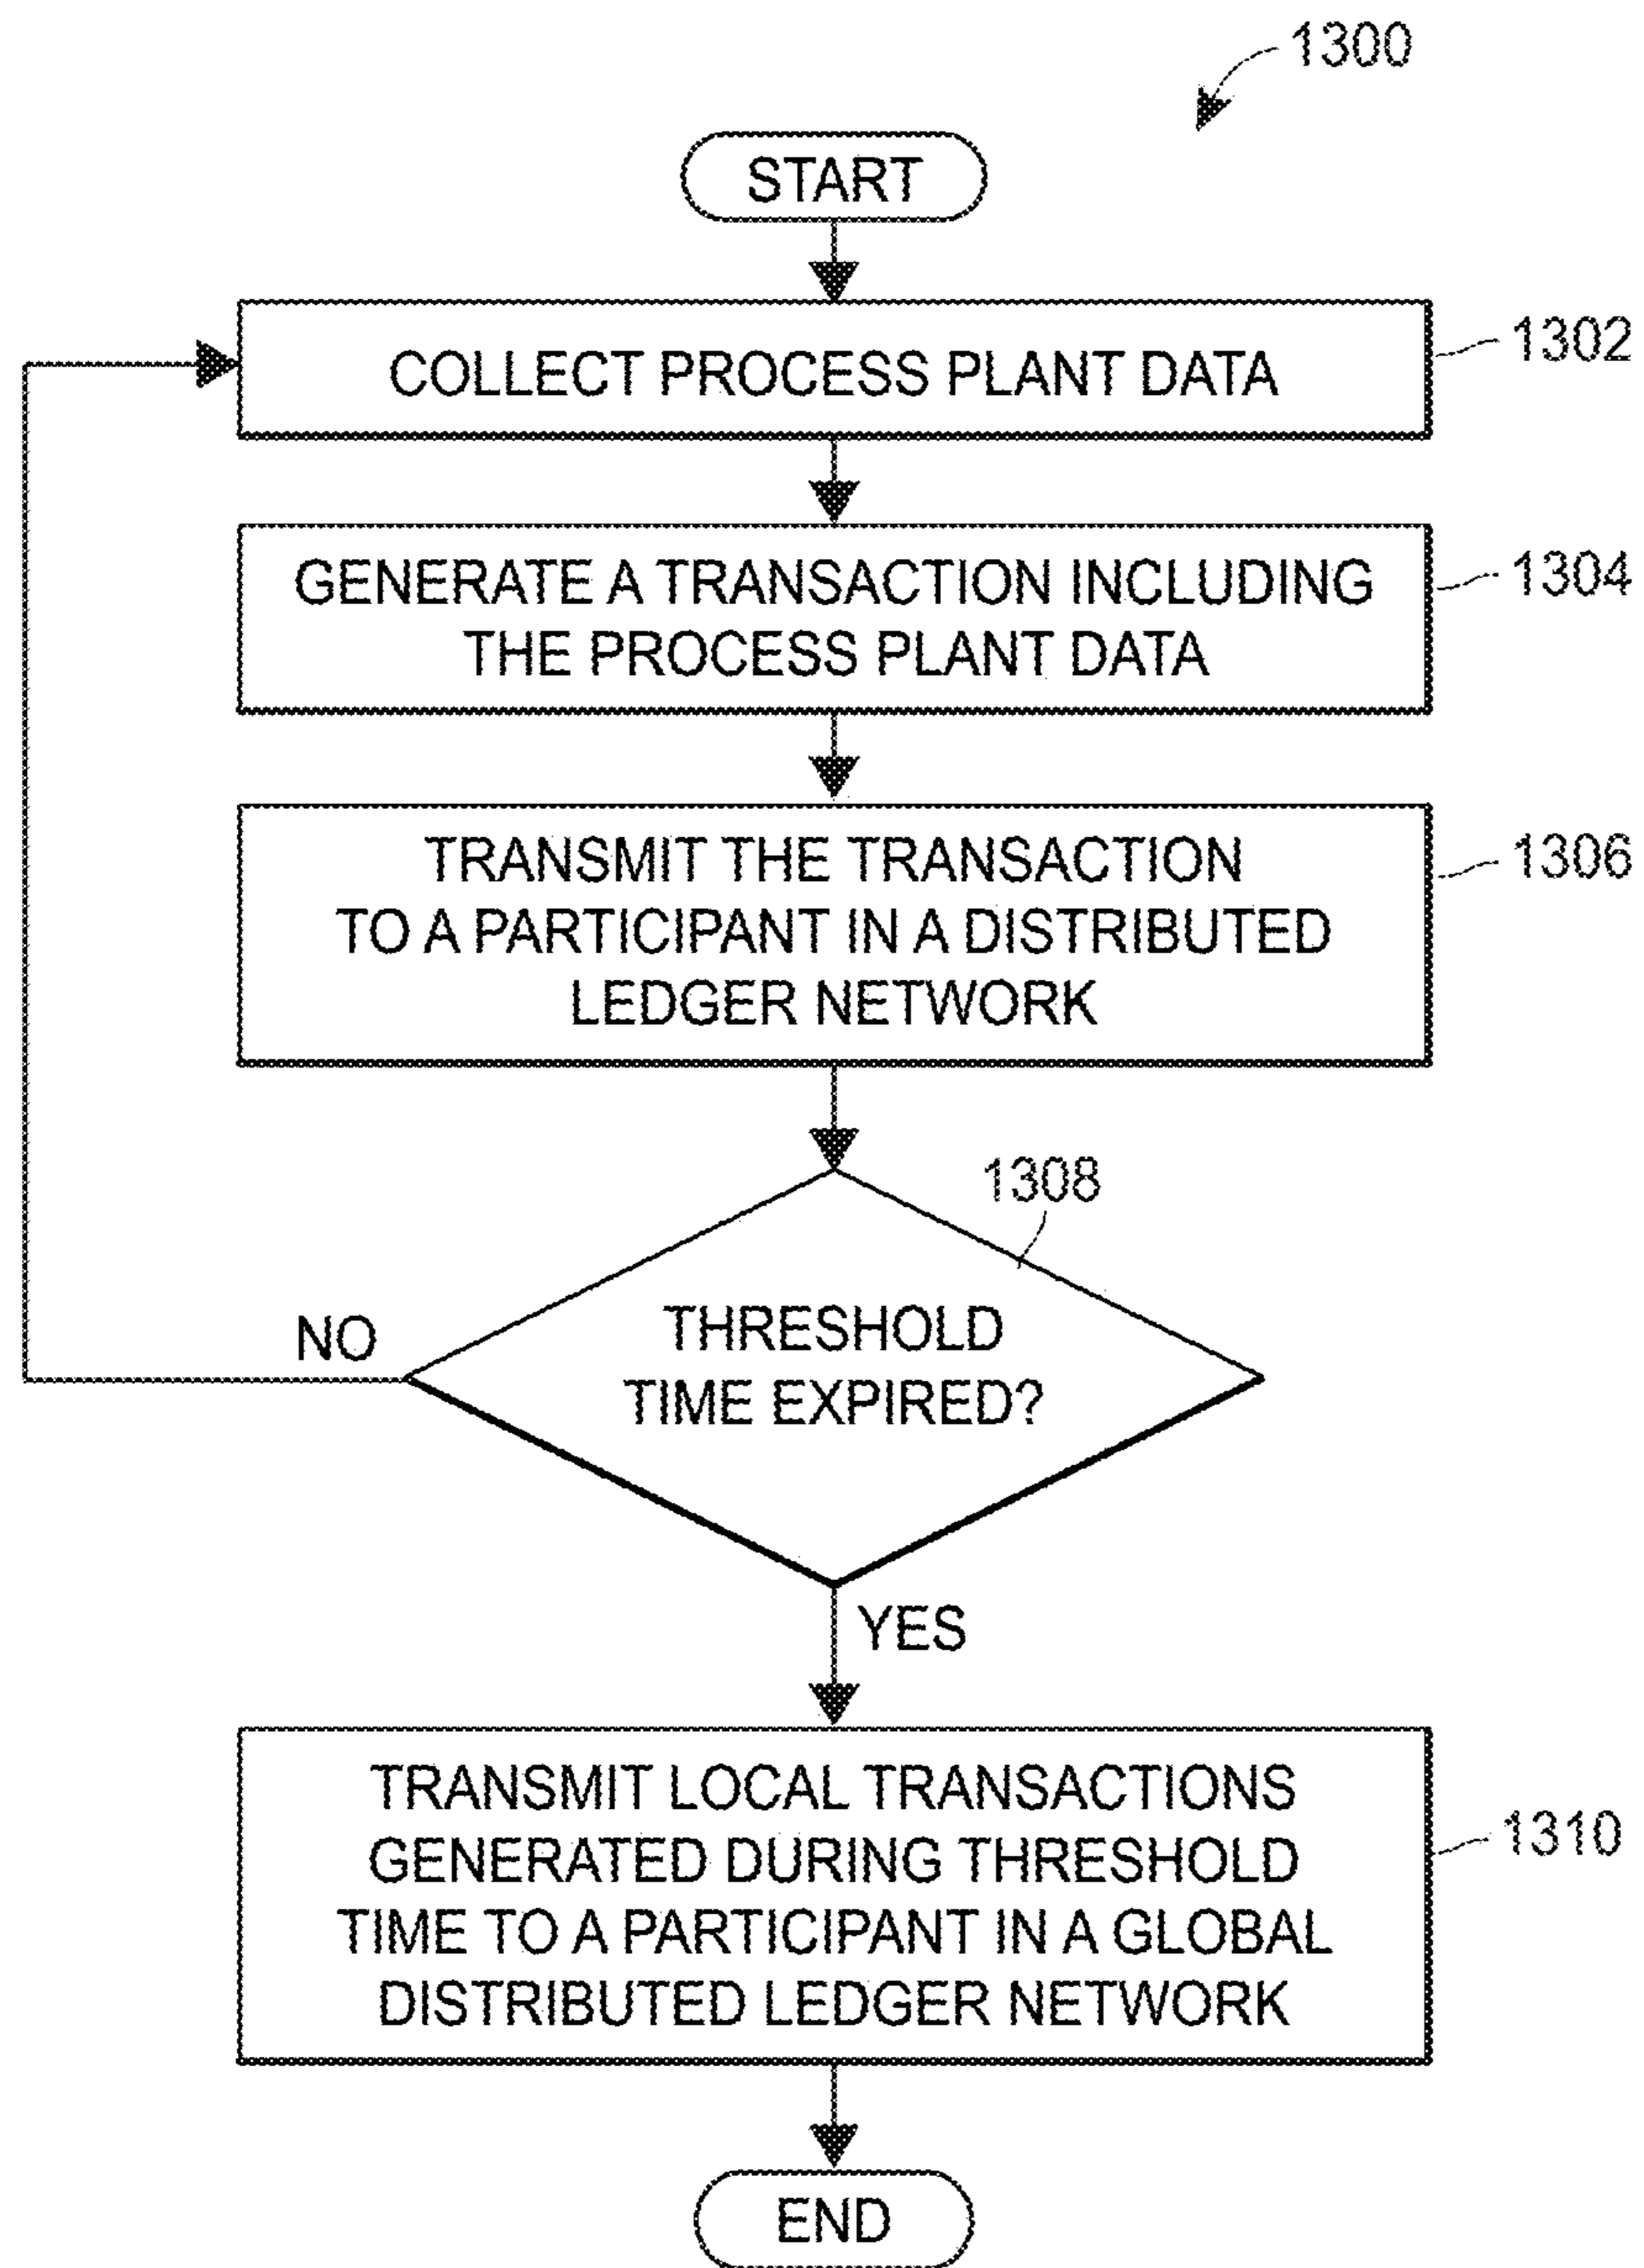 1300
START
COLLECT PROCESS PLANT DATA
1302
GENERATE A TRANSACTION INCLUDING
THE PROCESS PLANT DATA
1304
TRANSMIT THE TRANSACTION
TO A PARTICIPANT IN A DISTRIBUTED
LEDGER NETWORK
1306
1308
THRESHOLD
TIME EXPIRED?
NO
YES
TRANSMIT LOCAL TRANSACTIONS
GENERATED DURING THRESHOLD
TIME TO A PARTICIPANT IN A GLOBAL
DISTRIBUTED LEDGER NETWORK
1310
END